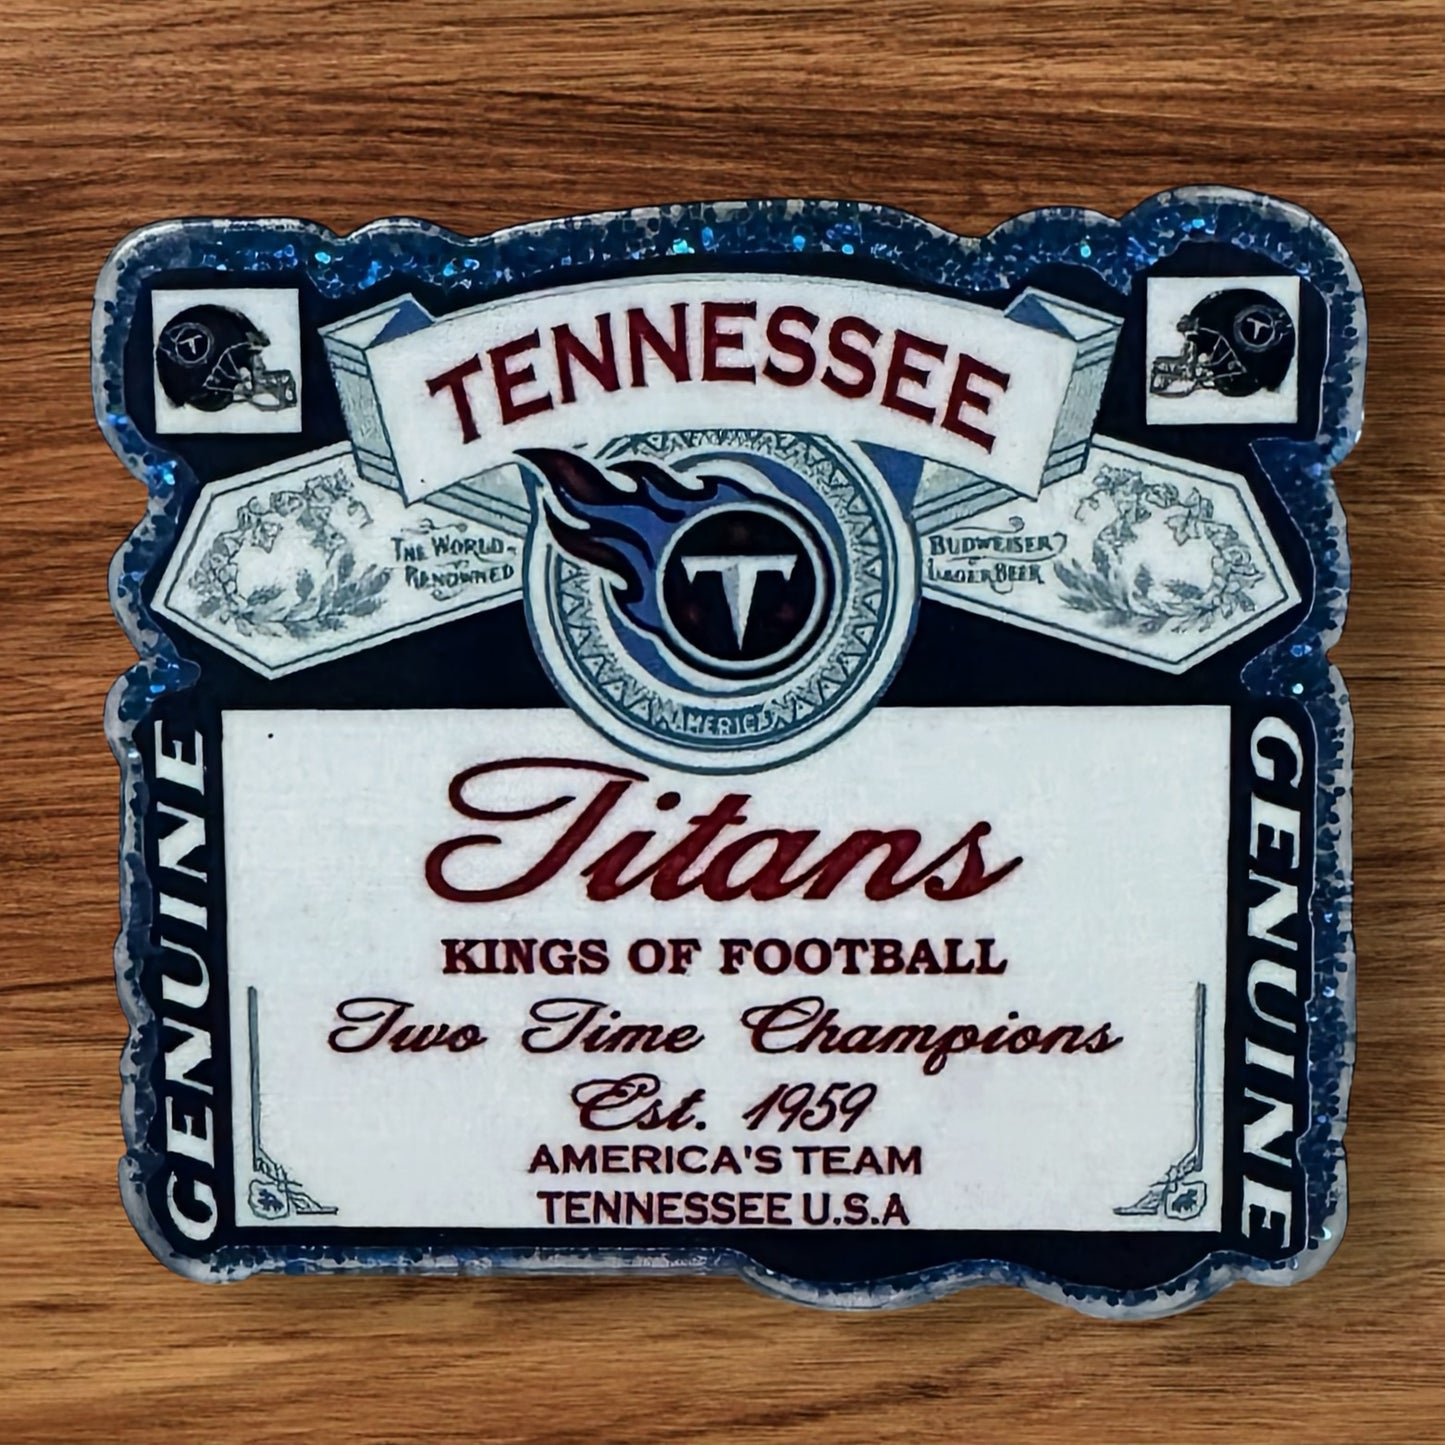 TENNESSEE
THE WORLD-
RENOWNED
BUDWEISER
LAGER BEER
T
AMERICA
Titans
KINGS OF FOOTBALL
Two Time Champions
Est. 1959
AMERICA'S TEAM
TENNESSEE U.S.A
GENUINE
GENUINE